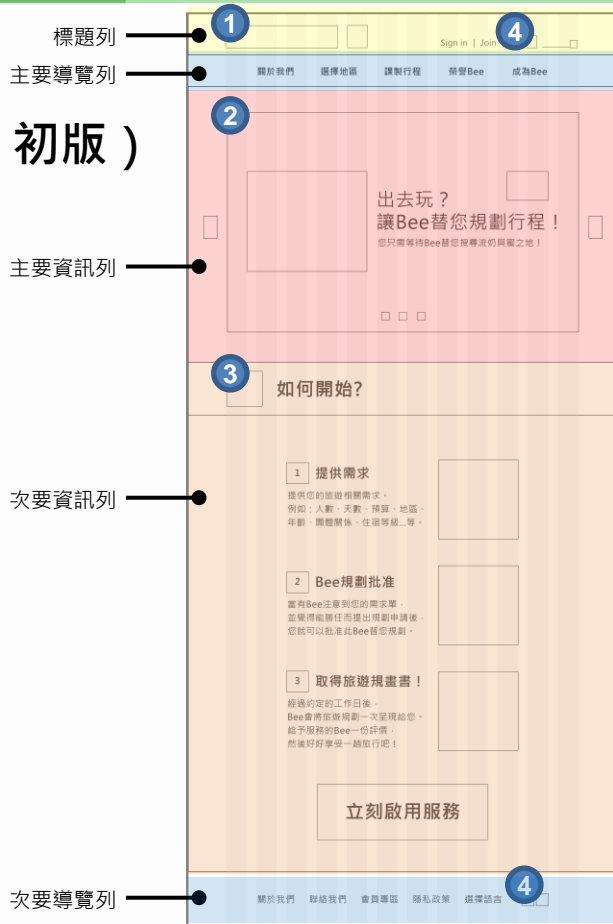 標題列
1
4
Sign in | Join
主要導覽列
關於我們 選擇地區 課製行程 榮譽Bee 成為Bee
初版）
2
出去玩？
讓Bee替您規劃行程！
您只需等待Bee替您搜尋流奶與蜜之地！
主要資訊列
3
如何開始?
1 提供需求
提供您的旅遊相關需求。
例如：人數、天數、預算、地區、
年齡、團體關係、住宿等級…等。
次要資訊列
2 Bee規劃批准
當有Bee注意到您的需求單，
並覺得能勝任而提出規劃申請後，
您就可以批准此Bee替您規劃。
3 取得旅遊規畫書！
經過約定的工作日後，
Bee會將旅遊規劃一次呈現給您。
給予服務的Bee一份評價，
然後好好享受一趟旅行吧！
立刻啟用服務
次要導覽列
關於我們 聯絡我們 會員專區 隱私政策 選擇語言
4